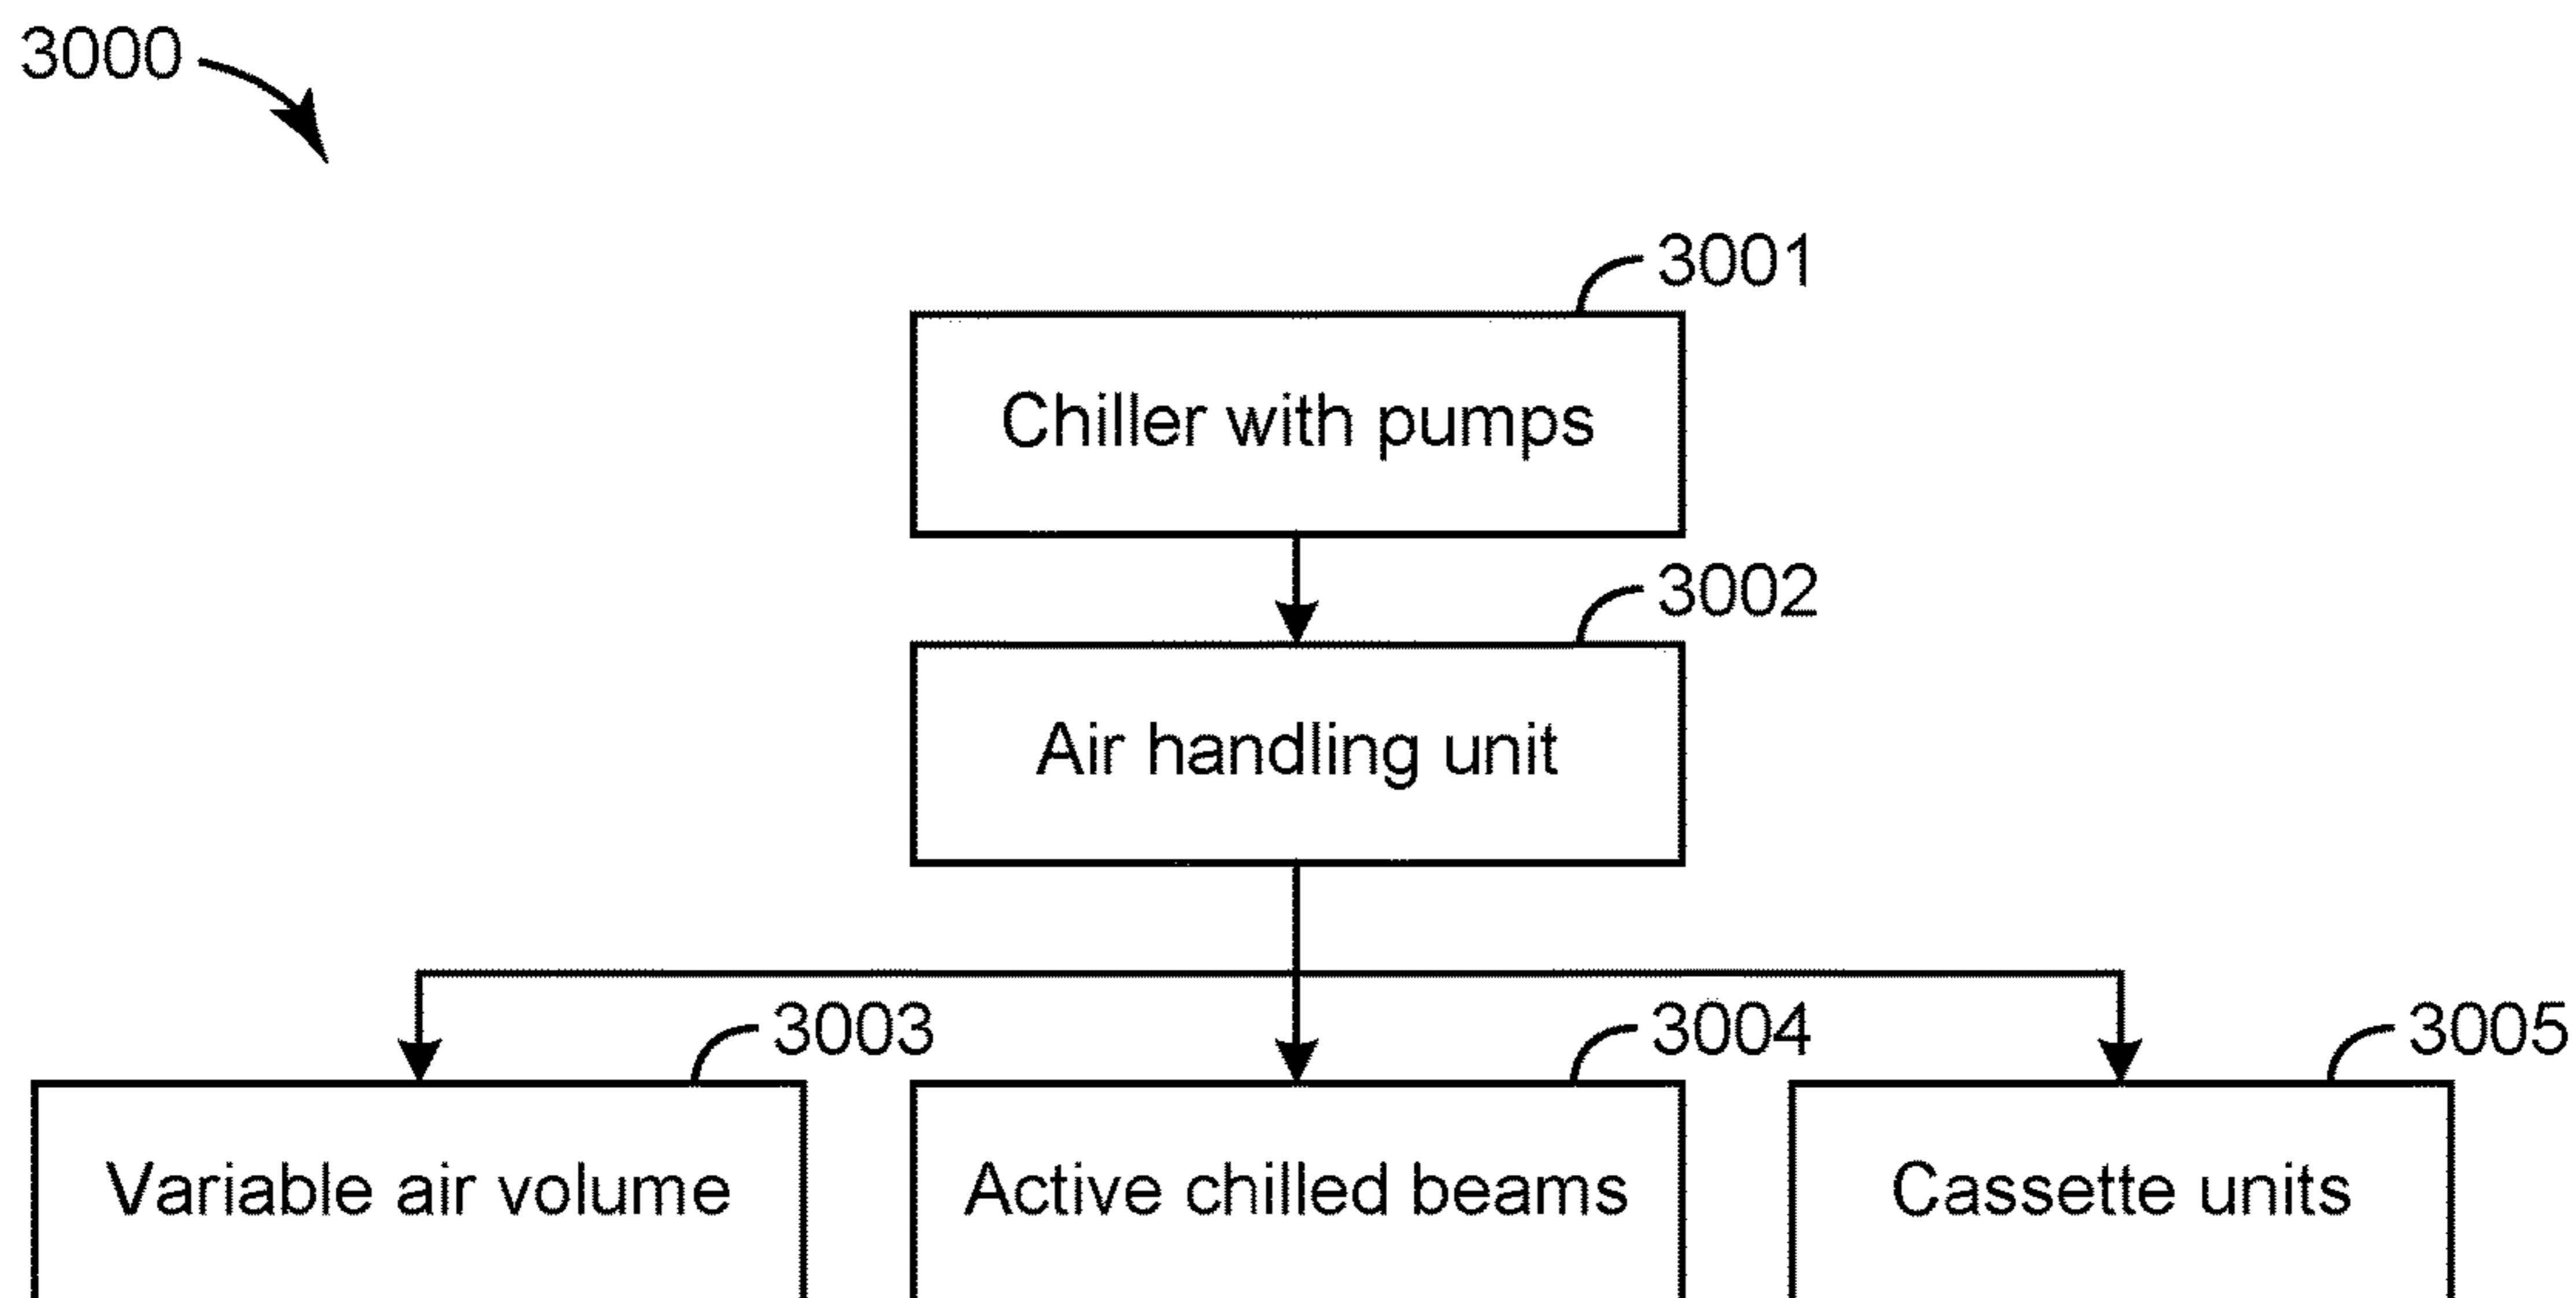 3000
3001
Chiller with pumps
3002
Air handling unit
3003
3004
3005
Variable air volume
Active chilled beams
Cassette units